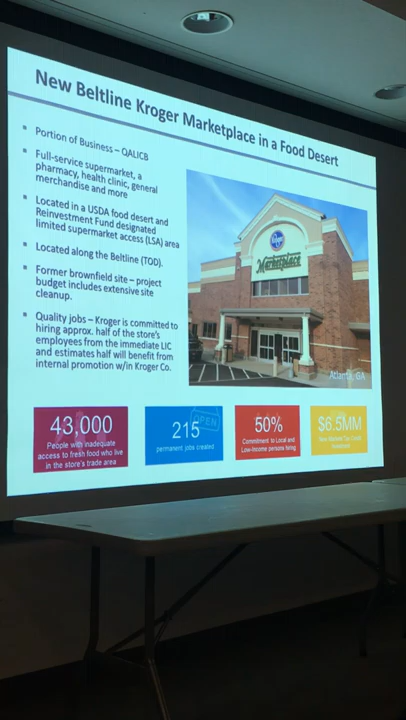 New Beltline Kroger Marketplace in a Food Desert
Portion of Business – QALICB
Full-service supermarket, a
pharmacy, health clinic, general
merchandise and more
Located in a USDA food desert and
Reinvestment Fund designated
limited supermarket access (LSA) area
Located along the Beltline (TOD).
Former brownfield site – project
budget includes extensive site
cleanup.
Quality jobs – Kroger is committed to
hiring approx. half of the store's
employees from the immediate LIC
and estimates half will benefit from
internal promotion w/in Kroger Co.
Kroger
Marketplace
Atlanta, GA
43,000
People with inadequate
access to fresh food who live
in the store's trade area
OPEN
215
permanent jobs created
50%
Commitment to Local and
Low-Income persons hiring
$6.5MM
New Market Tax Credit